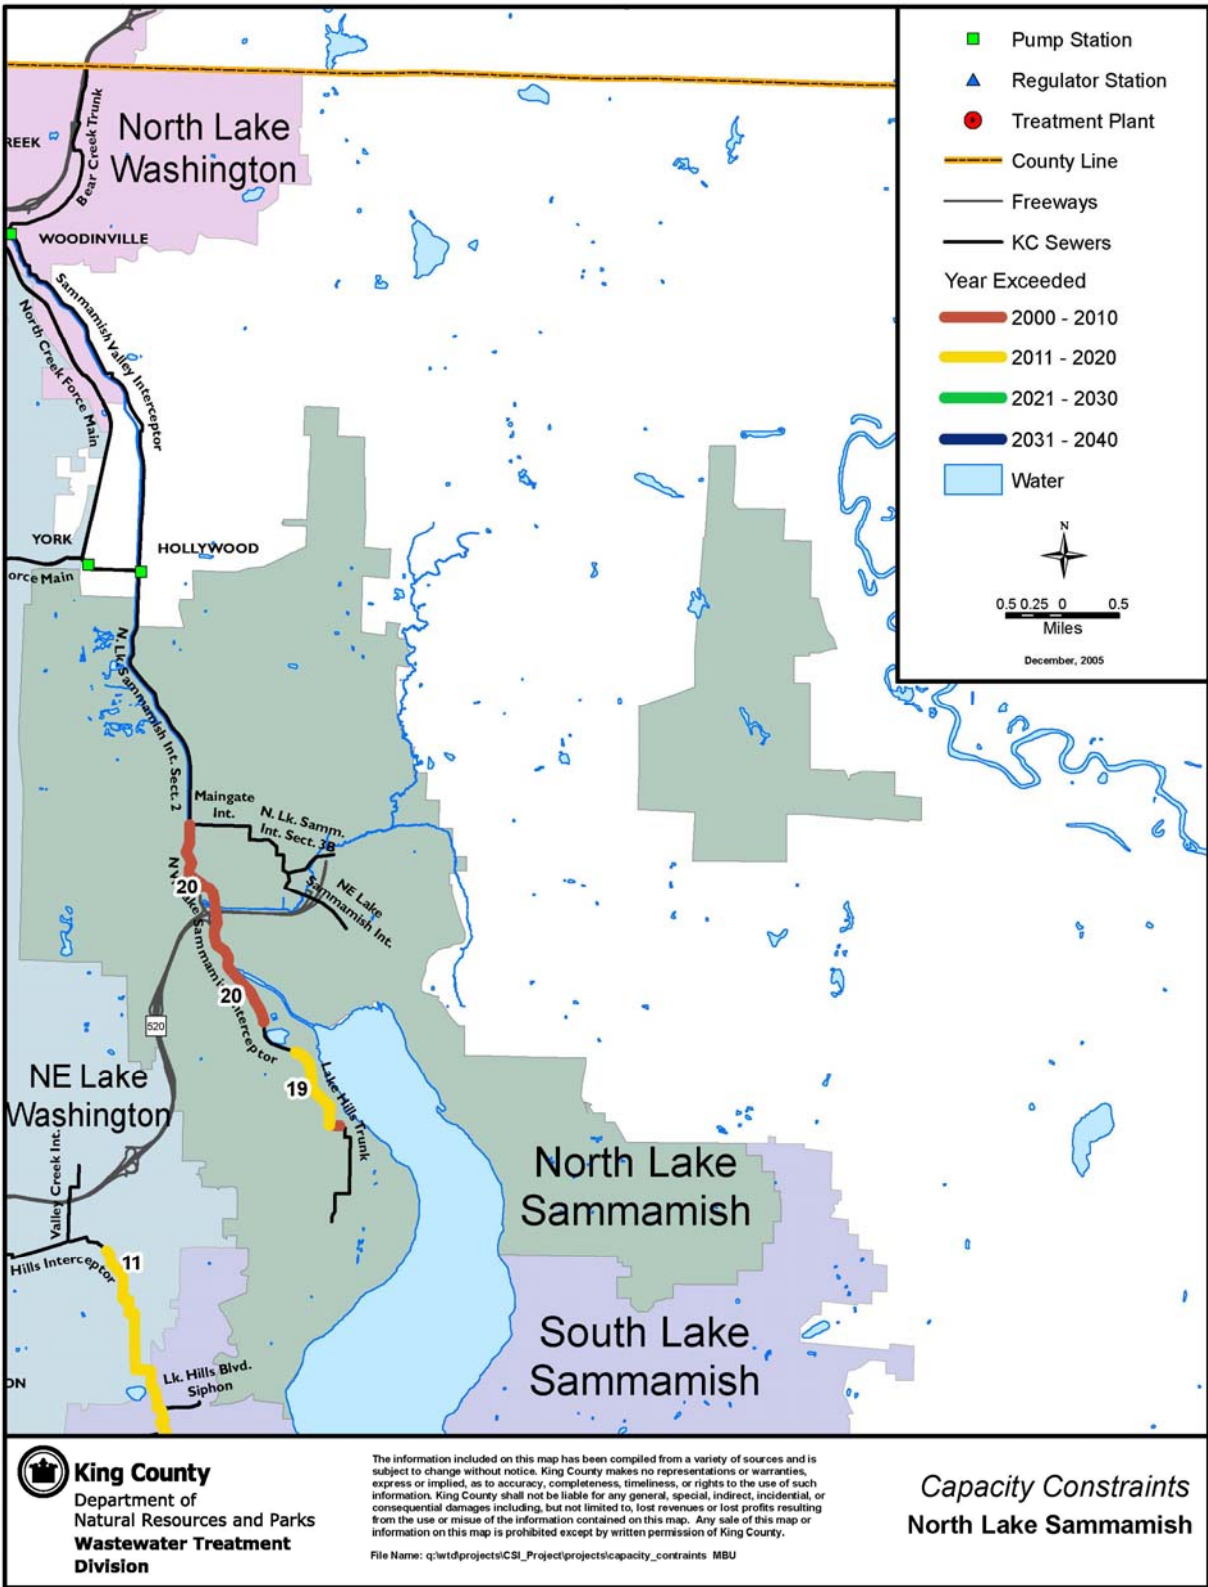 Pump Station
Regulator Station
Treatment Plant
County Line
Freeways
KC Sewers
Year Exceeded
2000 - 2010
2011 - 2020
2021 - 2030
2031 - 2040
Water
N
0.5 0.25 0 0.5
Miles
December, 2005
REEK
Bear Creek Trunk
North Lake
Washington
WOODINVILLE
Sammamish Valley Interceptor
North Creek Force Main
YORK
HOLLYWOOD
orce Main
N. Lk. Sammamish Int. Sect. 2
Maingate
Int.
N. Lk. Samm.
Int. Sect. 3B
NE Lake
Sammamish Int.
20
20
520
19
Lake Hills Trunk
NE Lake
Washington
Valley Creek Int.
Hills Interceptor
11
North Lake
Sammamish
South Lake
Sammamish
ON
Lk. Hills Blvd.
Siphon
King County
Department of
Natural Resources and Parks
Wastewater Treatment
Division
The information included on this map has been compiled from a variety of sources and is
subject to change without notice. King County makes no representations or warranties,
express or implied, as to accuracy, completeness, timeliness, or rights to the use of such
information. King County shall not be liable for any general, special, indirect, incidental, or
consequential damages including, but not limited to, lost revenues or lost profits resulting
from the use or misue of the information contained on this map. Any sale of this map or
information on this map is prohibited except by written permission of King County.
File Name: q:\wtd\projects\CSI_Project\projects\capacity_contraints MBU
Capacity Constraints
North Lake Sammamish